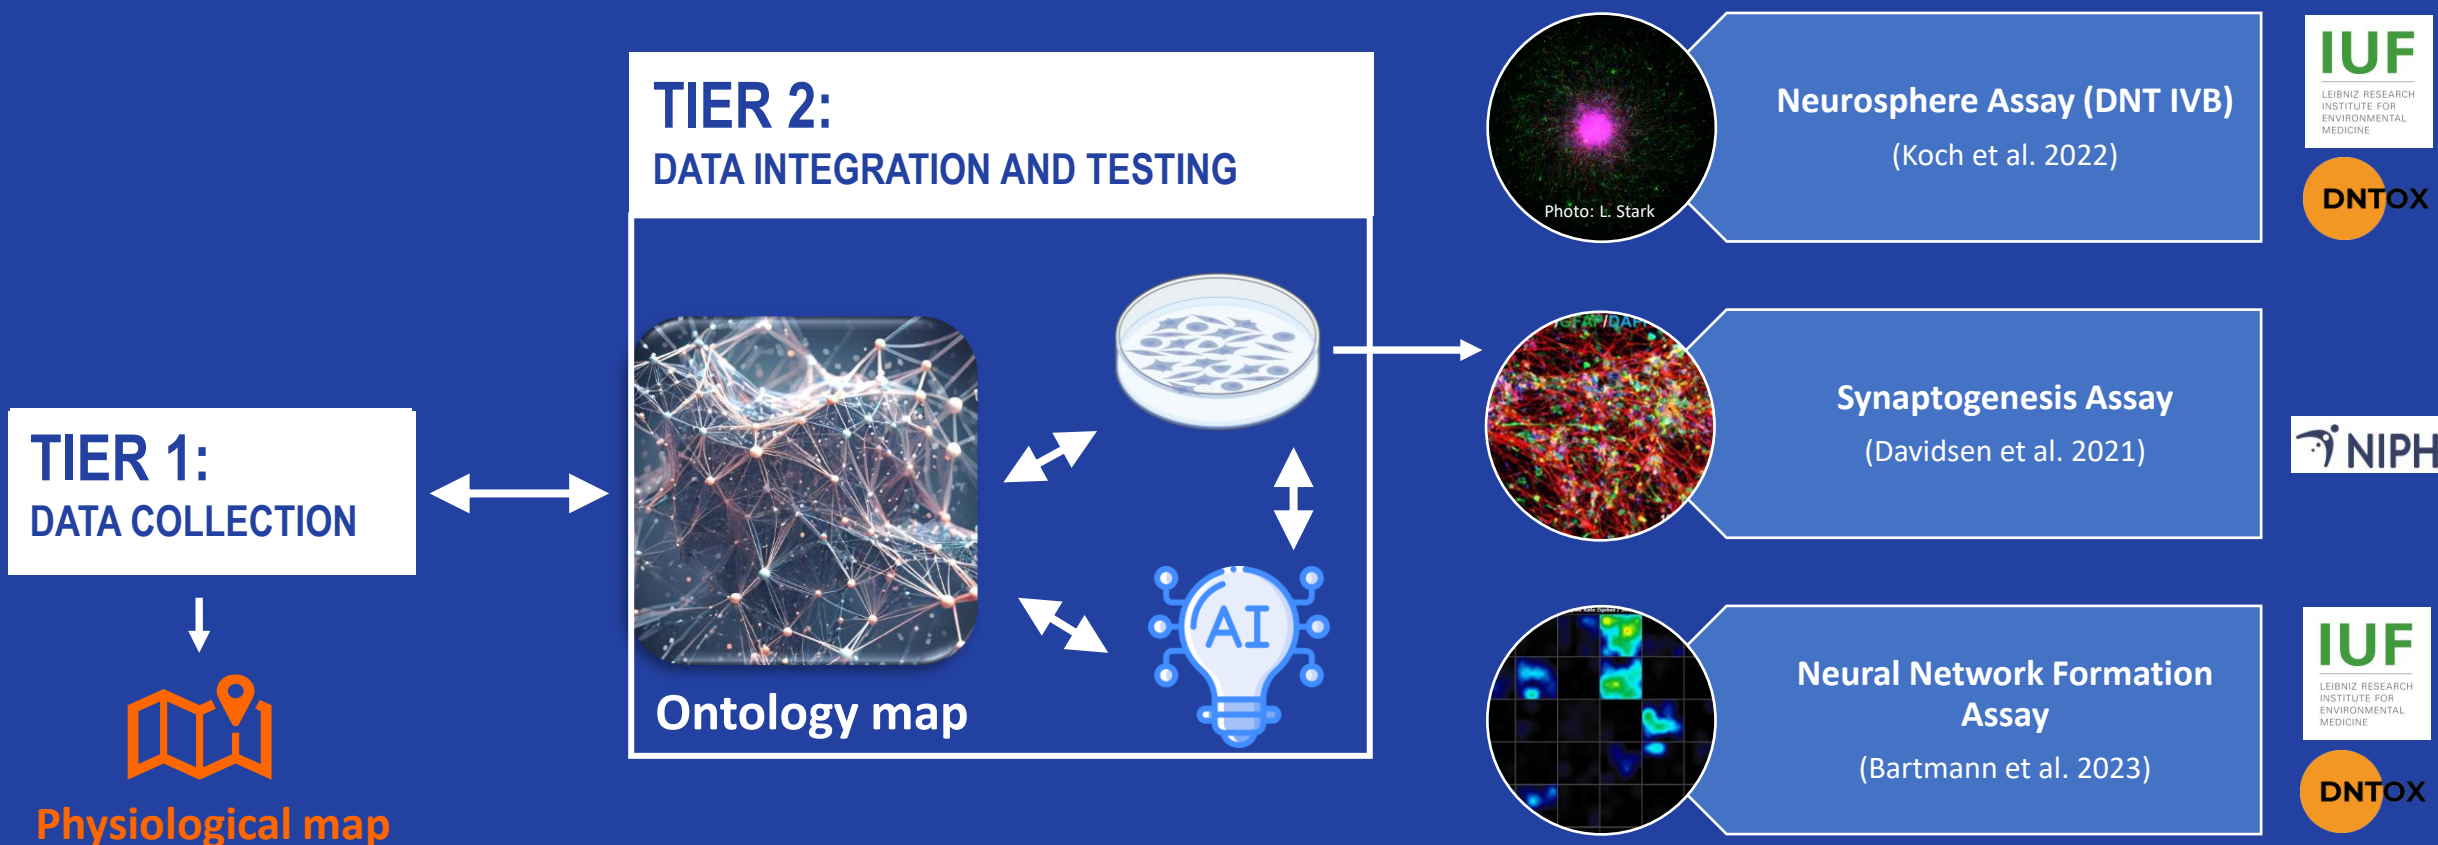 TIER 1:
DATA COLLECTION
Physiological map
TIER 2:
DATA INTEGRATION AND TESTING
Ontology map
AI
Photo: L. Stark
Neurosphere Assay (DNT IVB)
(Koch et al. 2022)
IUF
LEIBNIZ RESEARCH
INSTITUTE FOR
ENVIRONMENTAL
MEDICINE
DNTOX
/GFAP/DAPI
Synaptogenesis Assay
(Davidsen et al. 2021)
NIPH
Neural Network Formation
Assay
(Bartmann et al. 2023)
IUF
LEIBNIZ RESEARCH
INSTITUTE FOR
ENVIRONMENTAL
MEDICINE
DNTOX